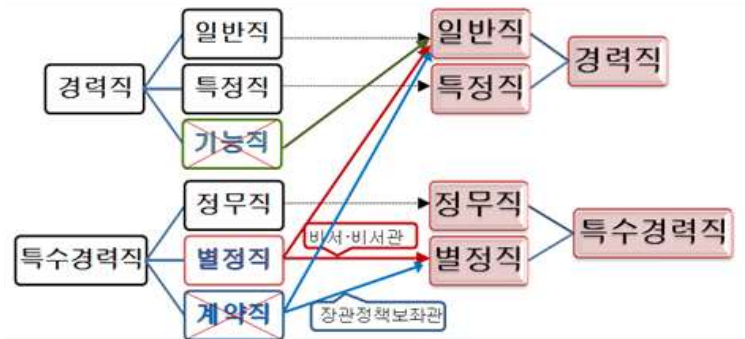 일반직
경력직
특정직
기능직
정무직
특수경력직
별정직
계약직
비서·비서관
장관정책보좌관
일반직
특정직
경력직
정무직
별정직
특수경력직